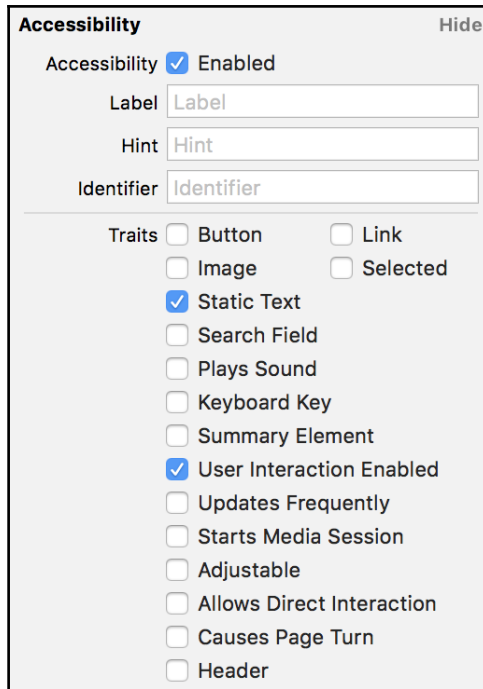 Accessibility Hide
Accessibility Enabled
Label Label
Hint Hint
Identifier Identifier
Traits Button Link
Image Selected
Static Text
Search Field
Plays Sound
Keyboard Key
Summary Element
User Interaction Enabled
Updates Frequently
Starts Media Session
Adjustable
Allows Direct Interaction
Causes Page Turn
Header